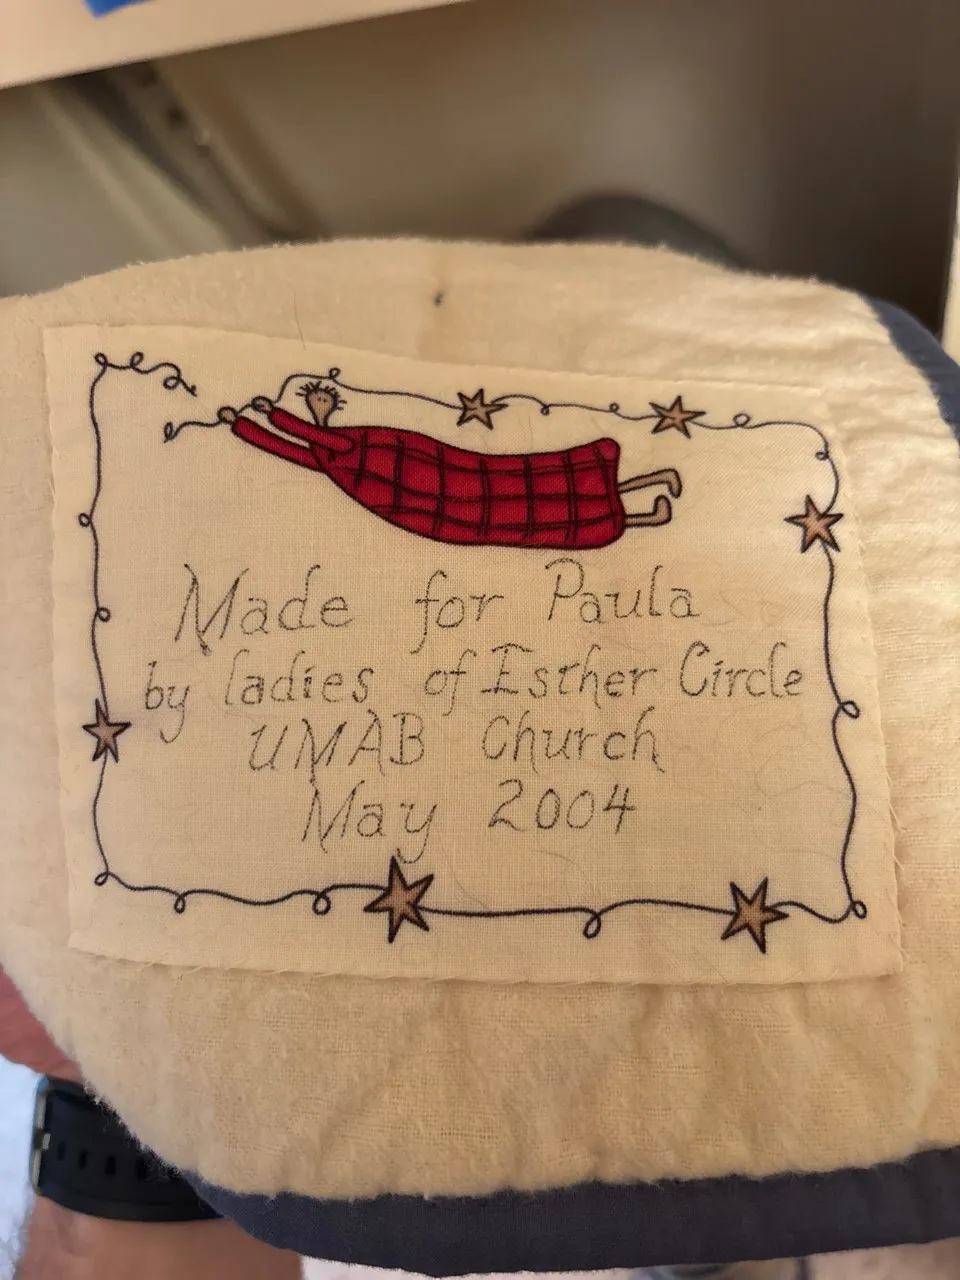 Made for Paula
by ladies of Esther Circle
UMAB Church
May 2004